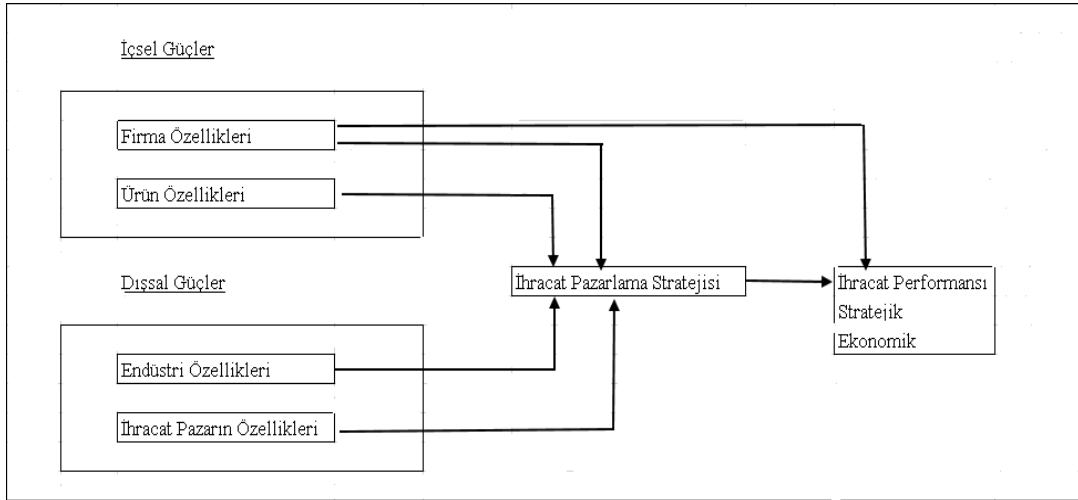 İçsel Güçler
Firma Özellikleri
Ürün Özellikleri
Dışsal Güçler
İhracat Pazarlama Stratejisi
İhracat Performansı
Stratejik
Ekonomik
Endüstri Özellikleri
İhracat Pazarın Özellikleri